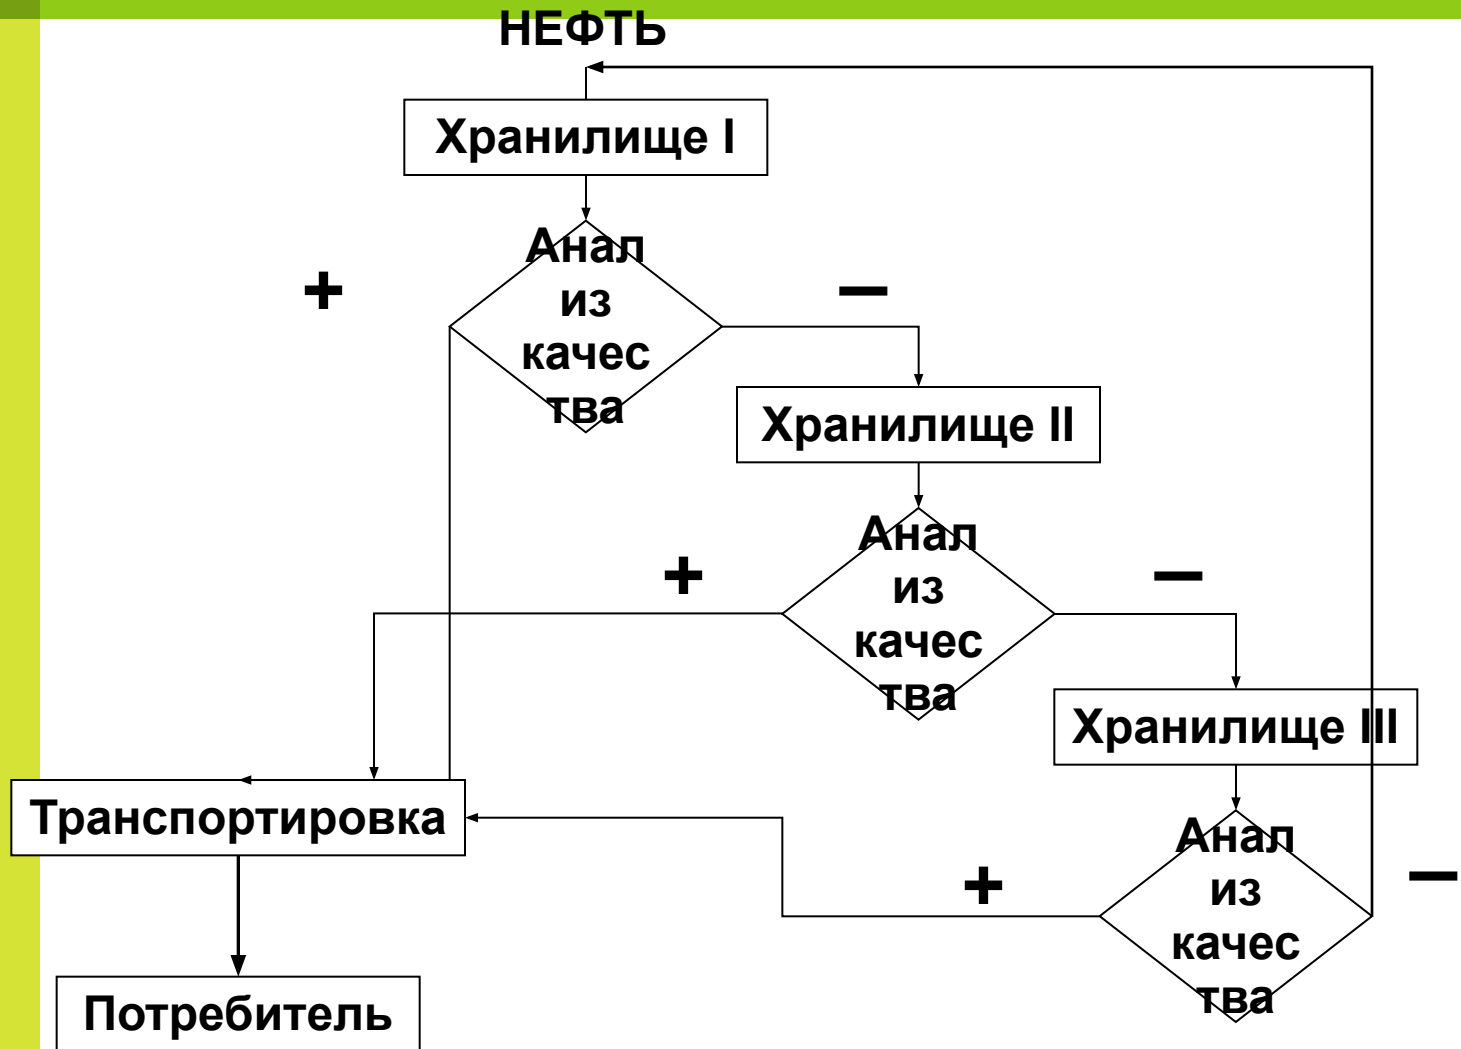 НЕФТЬ
Хранилище I
Анал
из
качес
тва
+
–
Хранилище II
Анал
из
качес
тва
+
–
Хранилище III
Анал
из
качес
тва
+
–
Транспортировка
Потребитель